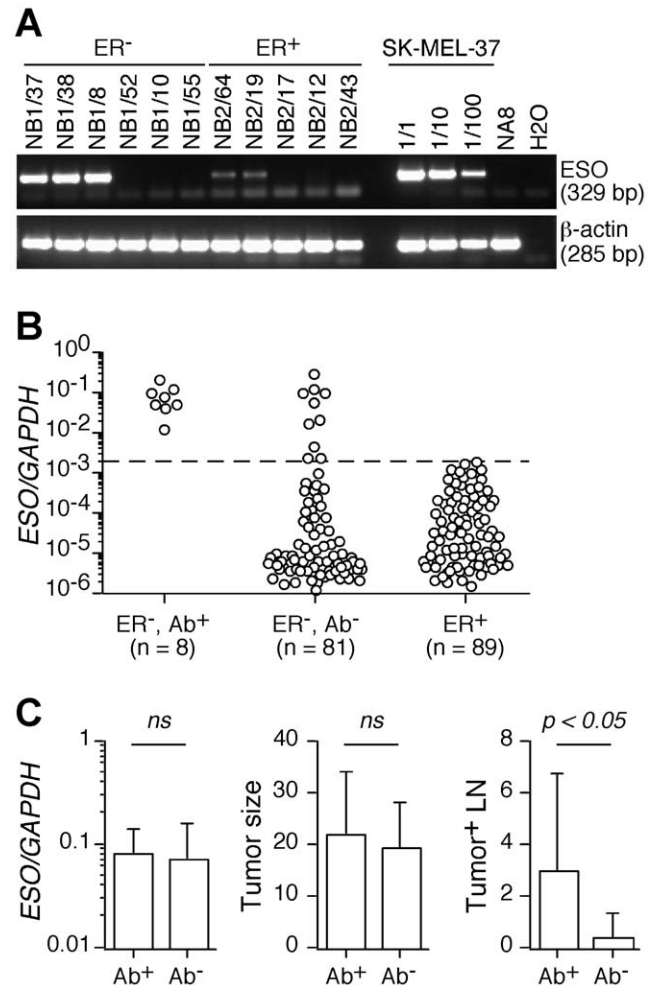 A
ER- ER+ SK-MEL-37
NB1/37 NB1/38 NB1/8 NB1/52 NB1/10 NB1/55 NB2/64 NB2/19 NB2/17 NB2/12 NB2/43 1/1 1/10 1/100 NA8 H2O
ESO
(329 bp)
β-actin
(285 bp)
B
ESO/GAPDH
10⁰
10⁻¹
10⁻²
10⁻³
10⁻⁴
10⁻⁵
10⁻⁶
ER-, Ab+ ER-, Ab- ER+
(n = 8) (n = 81) (n = 89)
C
ns ns p < 0.05
ESO/GAPDH Tumor size Tumor+ LN
1 40 8
30 6
0.1 20 4
10 2
0.01 0 0
Ab+ Ab- Ab+ Ab- Ab+ Ab-